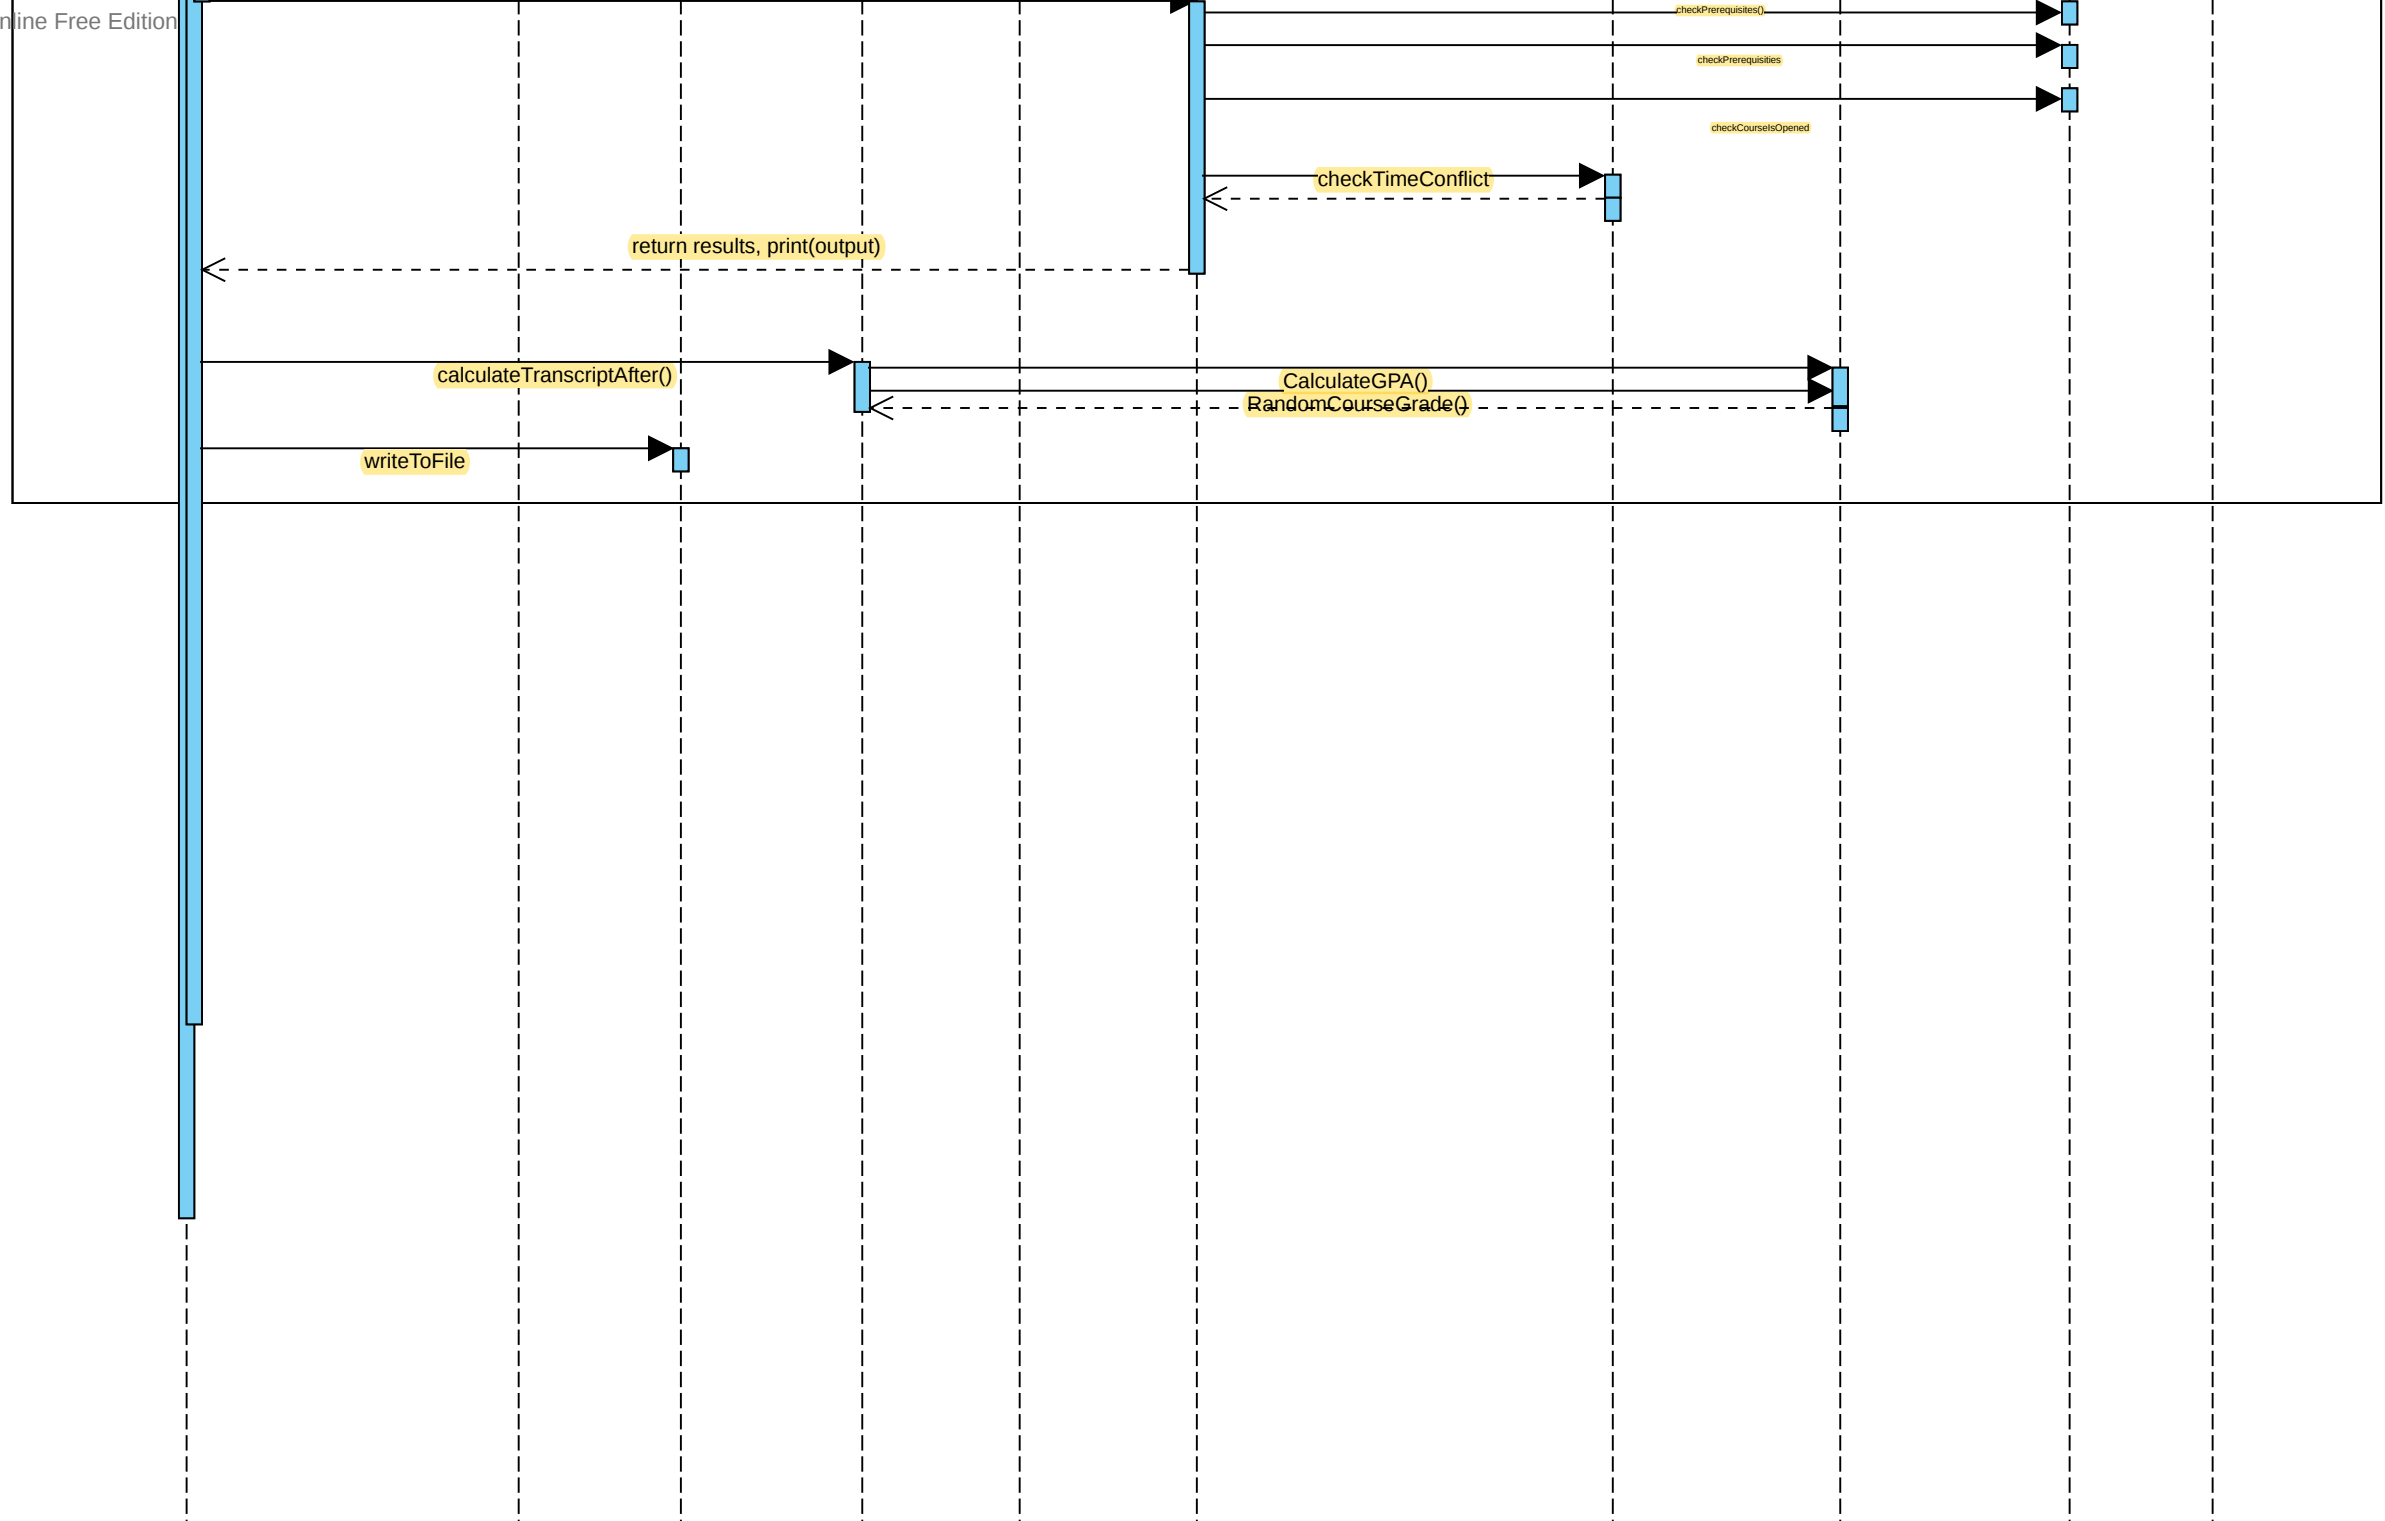 checkPrerequisites()
nline Free Edition
checkPrerequisities
checkCourseIsOpened
checkTimeConflict
return results, print(output)
calculateTranscriptAfter()
CalculateGPA()
RandomCourseGrade()
writeToFile